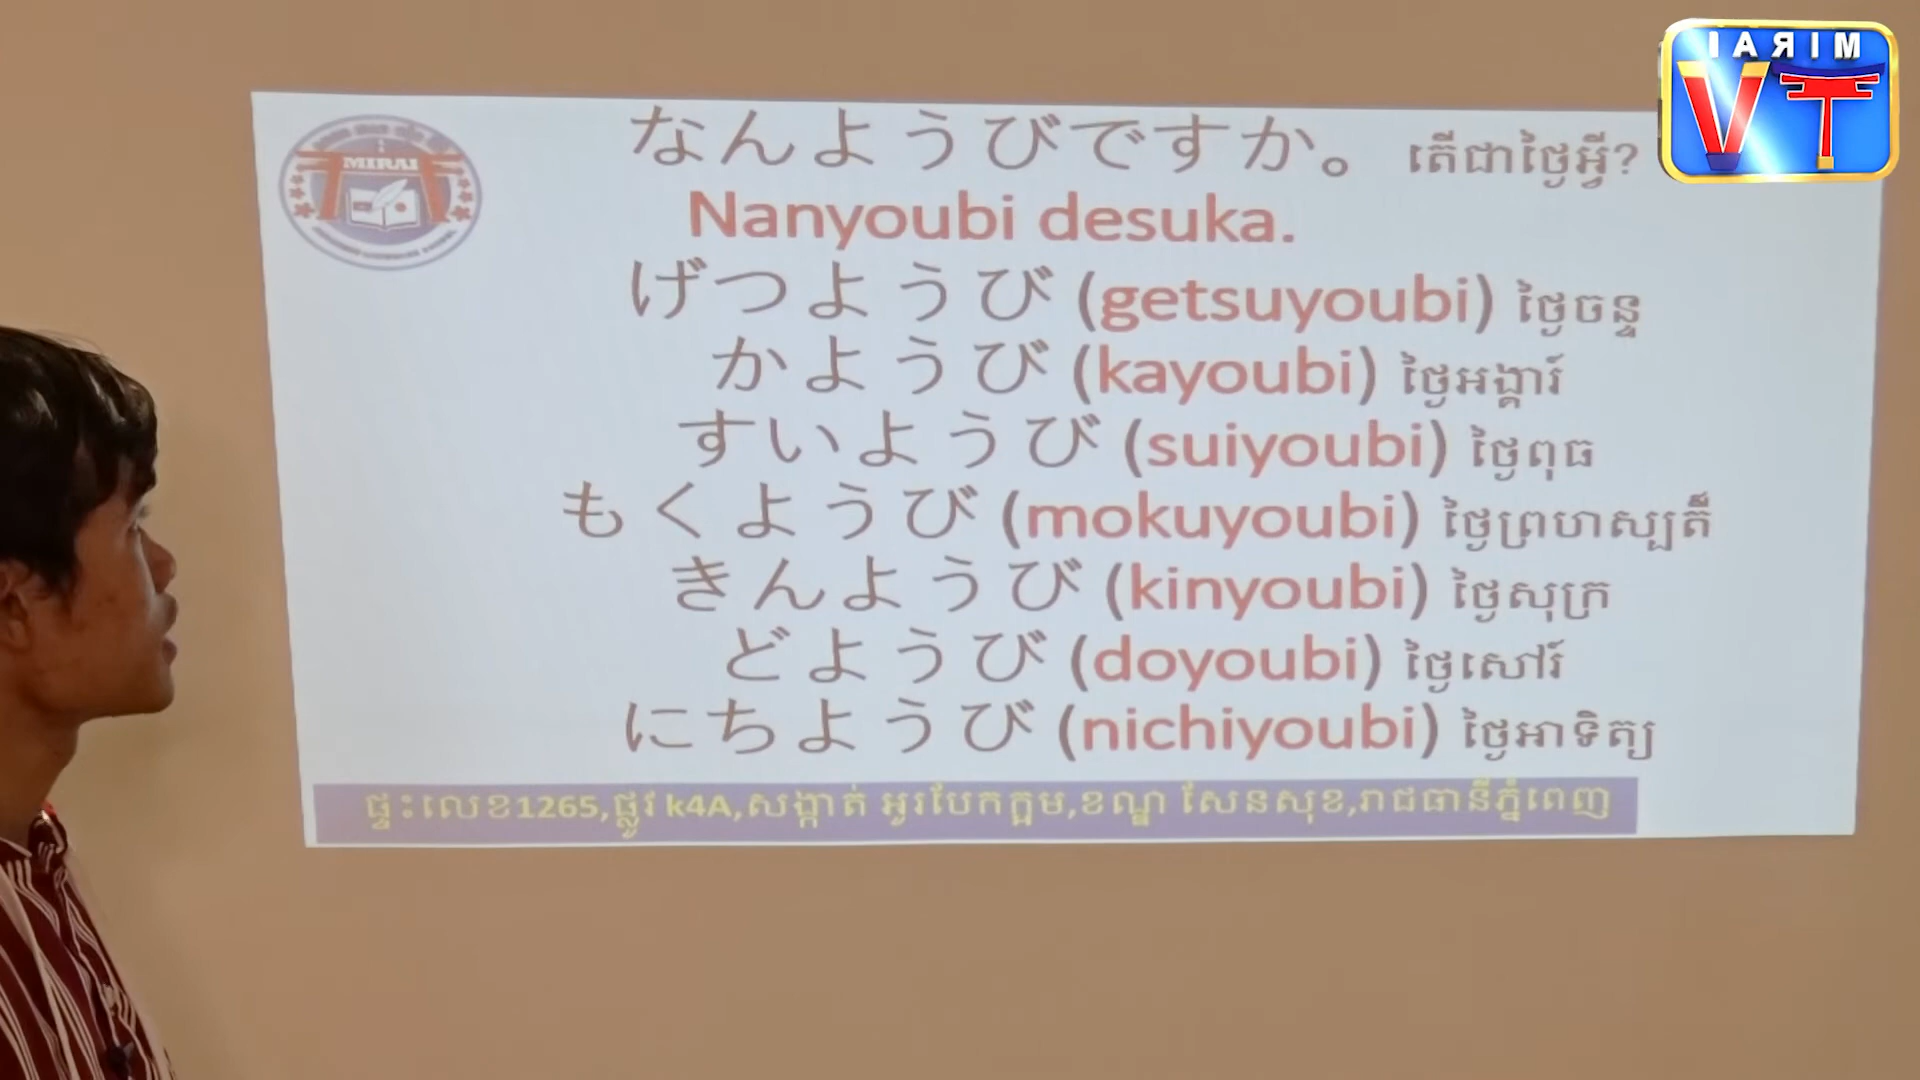 MIRAI
TV
MIRAI
なんようびですか。 តើជាថ្ងៃអ្វី?
Nanyoubi desuka.
げつようび (getsuyoubi) ថ្ងៃចន្ទ
かようび (kayoubi) ថ្ងៃអង្គារ៍
すいようび (suiyoubi) ថ្ងៃពុធ
もくようび (mokuyoubi) ថ្ងៃព្រហស្បតិ៍
きんようび (kinyoubi) ថ្ងៃសុក្រ
どようび (doyoubi) ថ្ងៃសៅរ៍
にちようび (nichiyoubi) ថ្ងៃអាទិត្យ
ផ្ទះលេខ1265,ផ្លូវ k4A,សង្កាត់ អូរបែកក្អម,ខណ្ឌ សែនសុខ,រាជធានីភ្នំពេញ